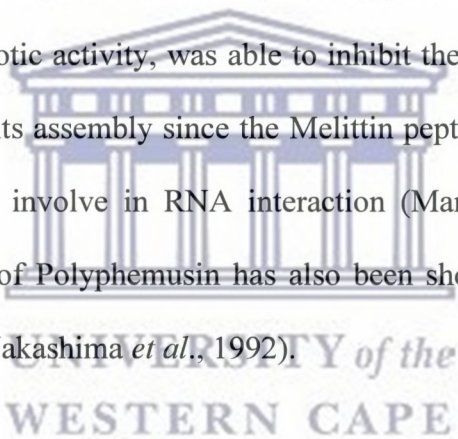 otic activity, was able to inhibit the
ts assembly since the Melittin pept
involve in RNA interaction (Mar
of Polyphemusin has also been sho
akashima et al., 1992).
UNIVERSITY of the
WESTERN CAPE